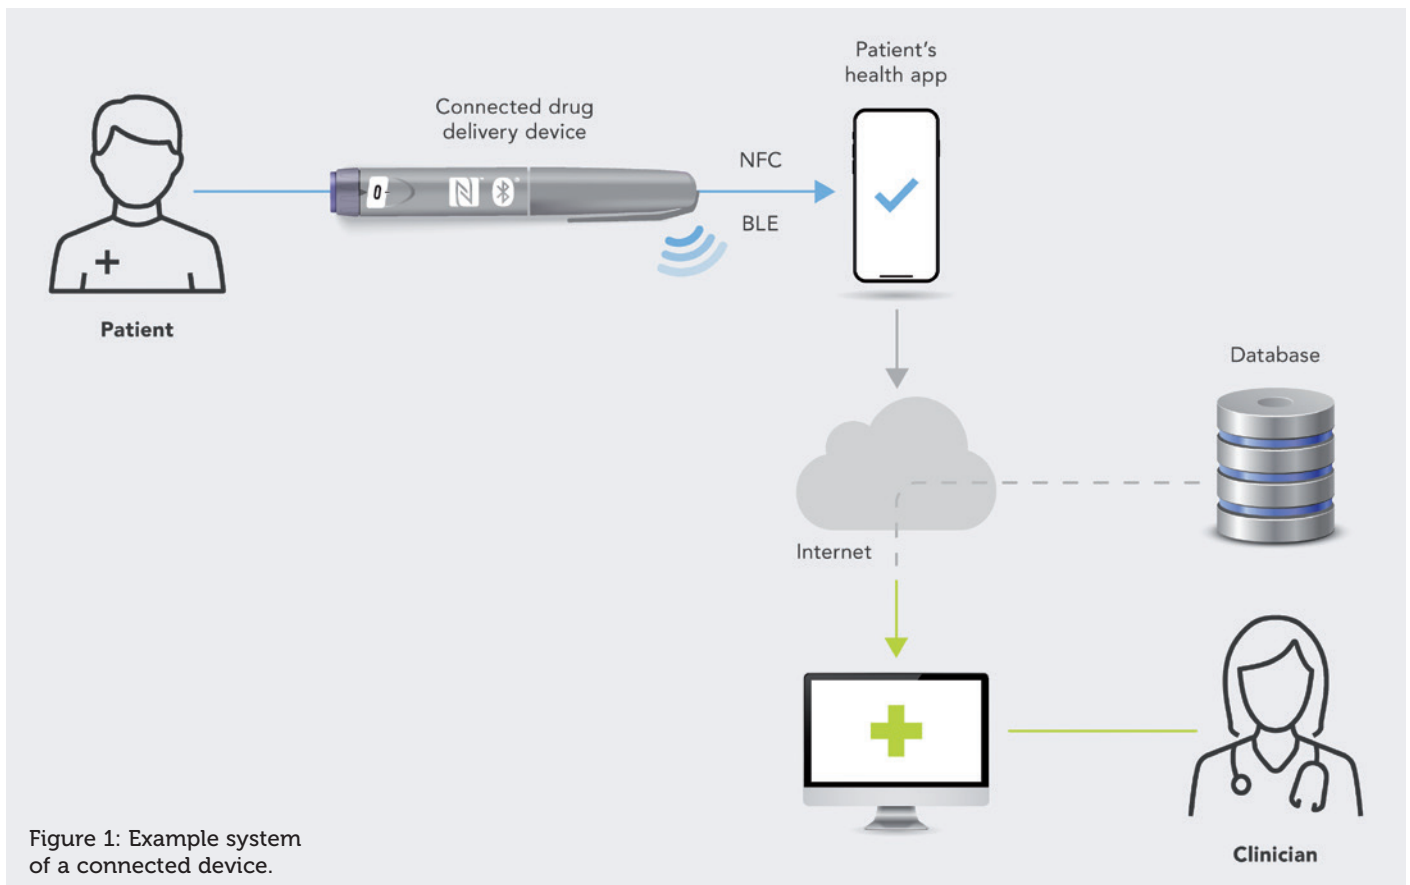 Patient's
health app
Connected drug
delivery device
NFC
0
BLE
Patient
Database
Internet
Clinician
Figure 1: Example system
of a connected device.